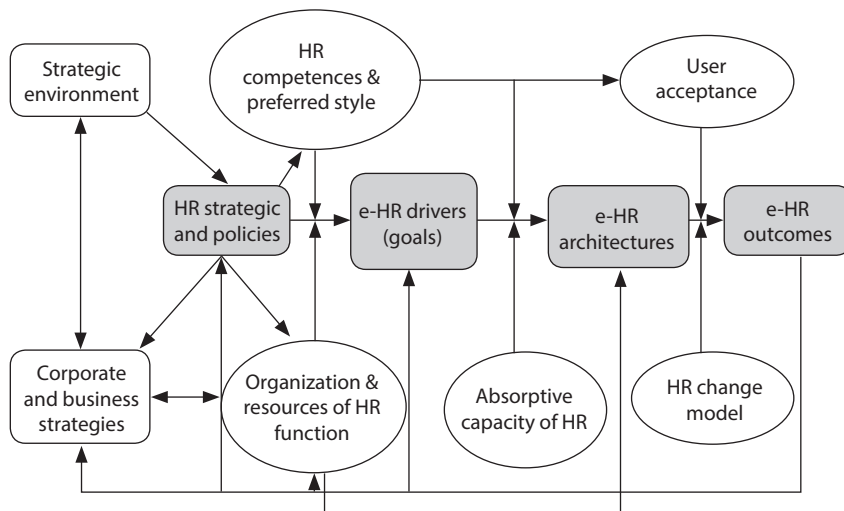 Strategic
environment
HR
competences &
preferred style
User
acceptance
HR strategic
and policies
e-HR drivers
(goals)
e-HR
architectures
e-HR
outcomes
Corporate
and business
strategies
Organization &
resources of HR
function
Absorptive
capacity of HR
HR change
model